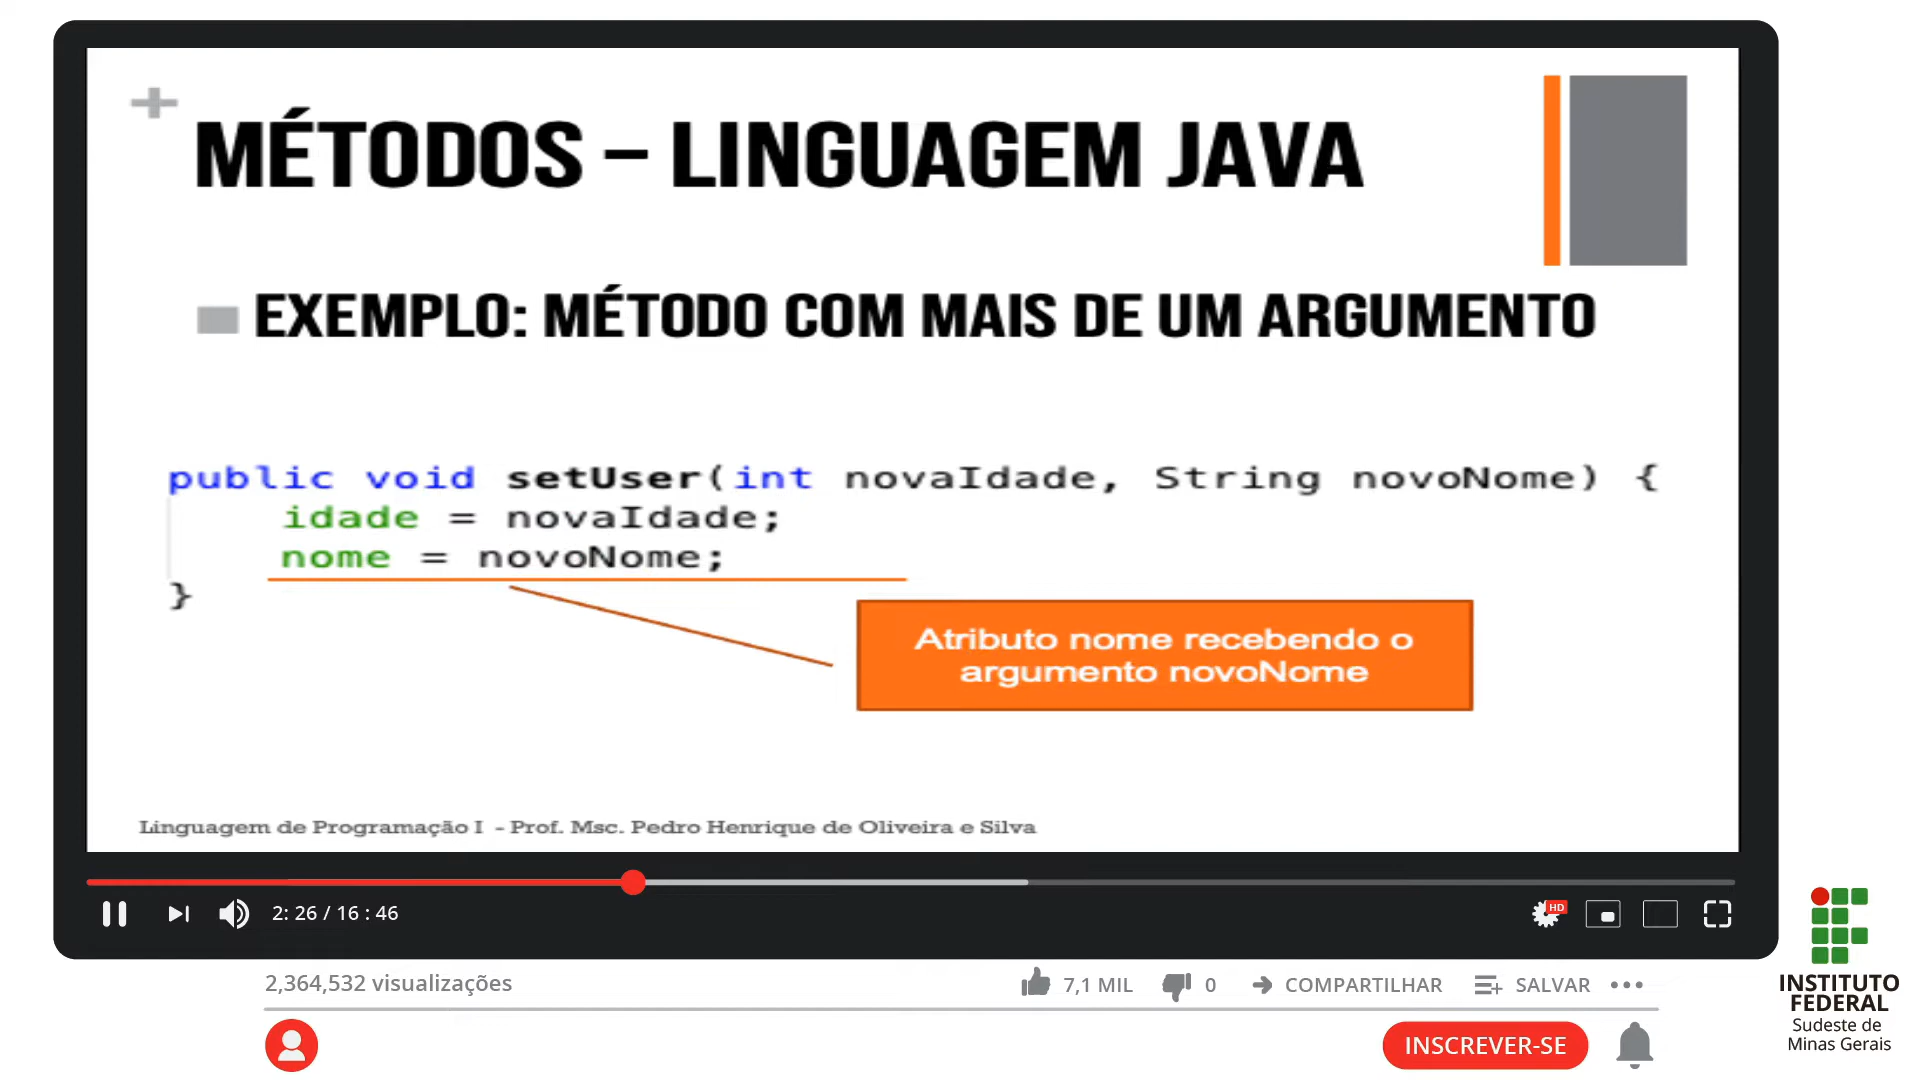 MÉTODOS – LINGUAGEM JAVA
EXEMPLO: MÉTODO COM MAIS DE UM ARGUMENTO
public void setUser(int novaIdade, String novoNome) {
idade = novaIdade;
nome = novoNome;
}
Atributo nome recebendo o
argumento novoNome
Linguagem de Programação I - Prof. Msc. Pedro Henrique de Oliveira e Silva
2: 26 / 16 : 46
HD
2,364,532 visualizações
7,1 MIL
0
COMPARTILHAR
SALVAR
INSCREVER-SE
INSTITUTO
FEDERAL
Sudeste de
Minas Gerais